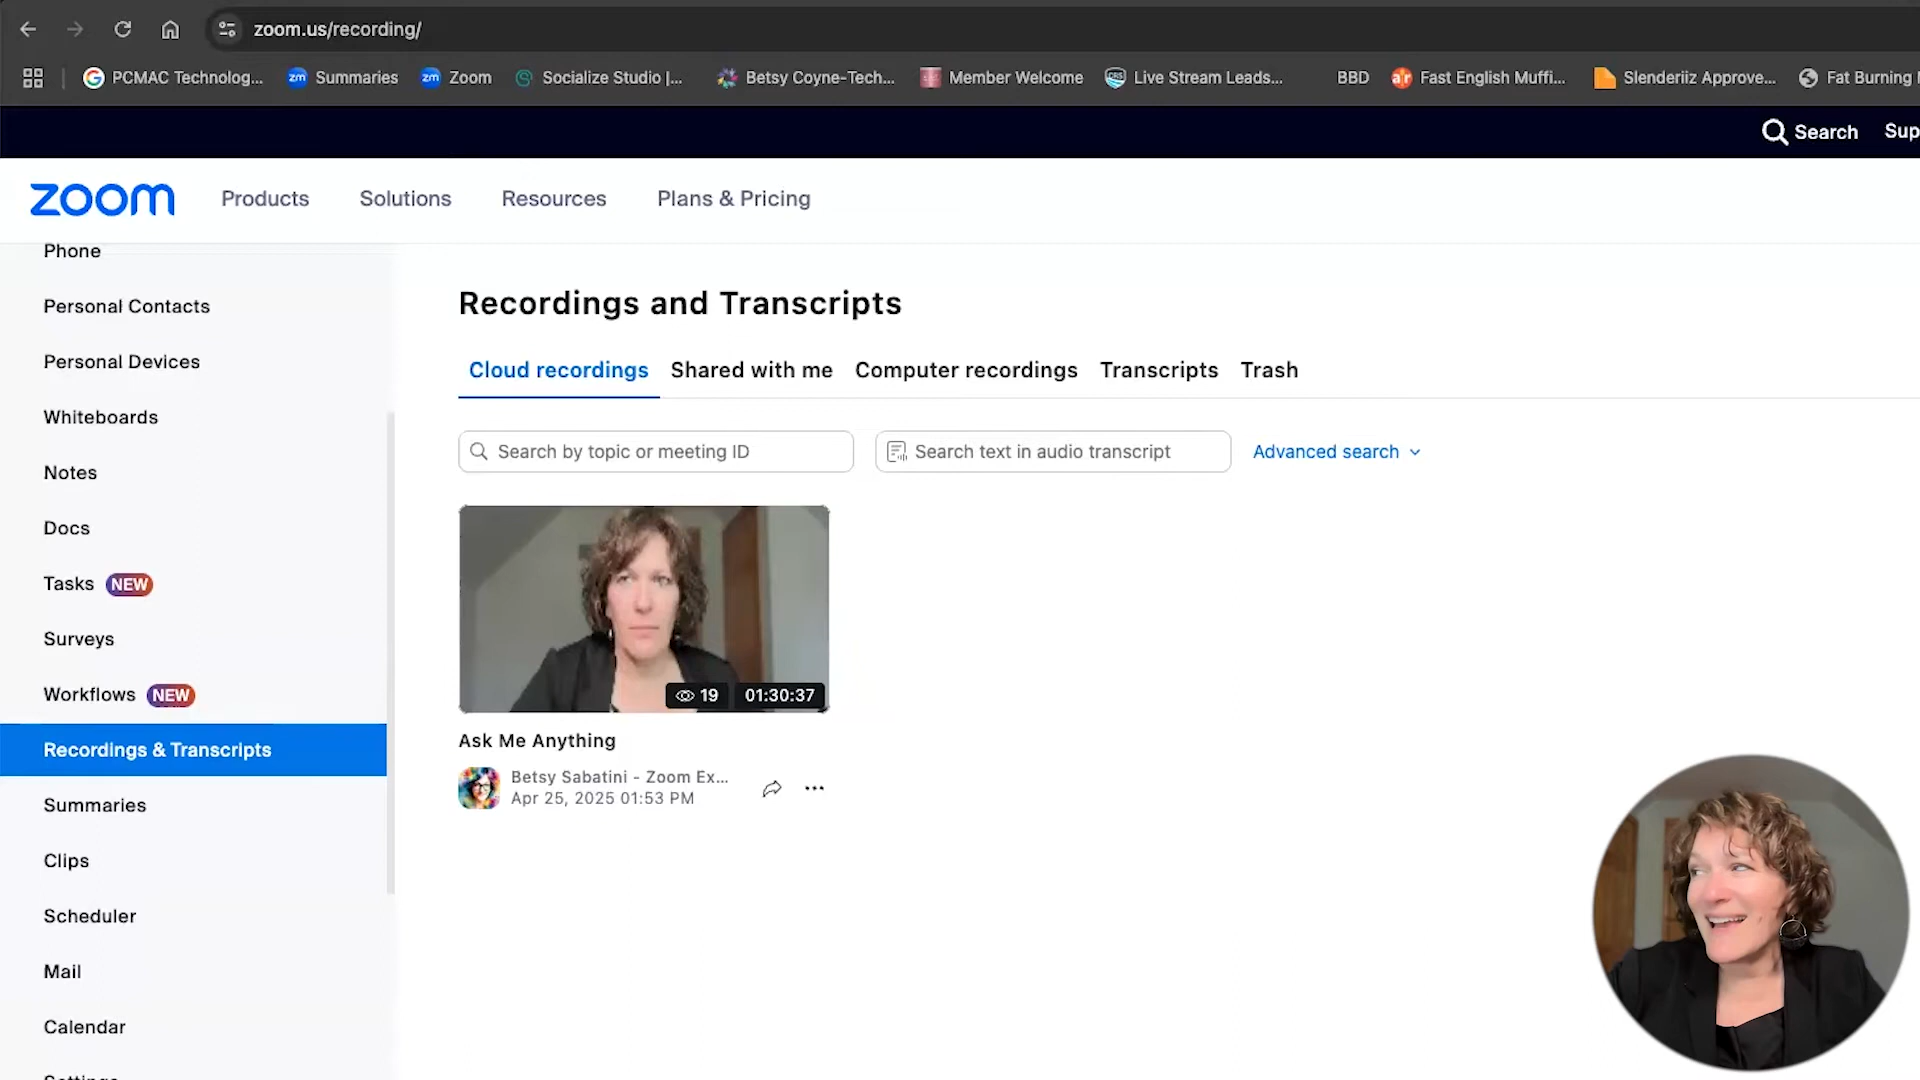 zoom.us/recording/
PCMAC Technolog... zm Summaries zm Zoom Socialize Studio |... Betsy Coyne-Tech... Member Welcome Live Stream Leads... BBD Fast English Muffi... Slenderiiz Approve... Fat Burning
Search Sup
zoom Products Solutions Resources Plans & Pricing
Phone
Personal Contacts
Personal Devices
Whiteboards
Notes
Docs
Tasks NEW
Surveys
Workflows NEW
Recordings & Transcripts
Summaries
Clips
Scheduler
Mail
Calendar
Settings
Recordings and Transcripts
Cloud recordings Shared with me Computer recordings Transcripts Trash
Search by topic or meeting ID Search text in audio transcript Advanced search
19 01:30:37
Ask Me Anything
Betsy Sabatini - Zoom Ex...
Apr 25, 2025 01:53 PM